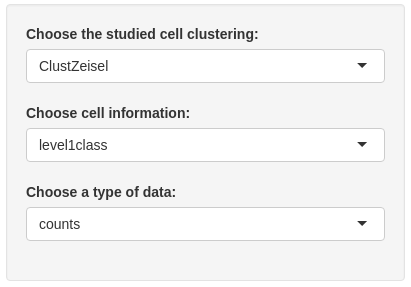 Choose the studied cell clustering:
ClustZeisel
Choose cell information:
level1class
Choose a type of data:
counts